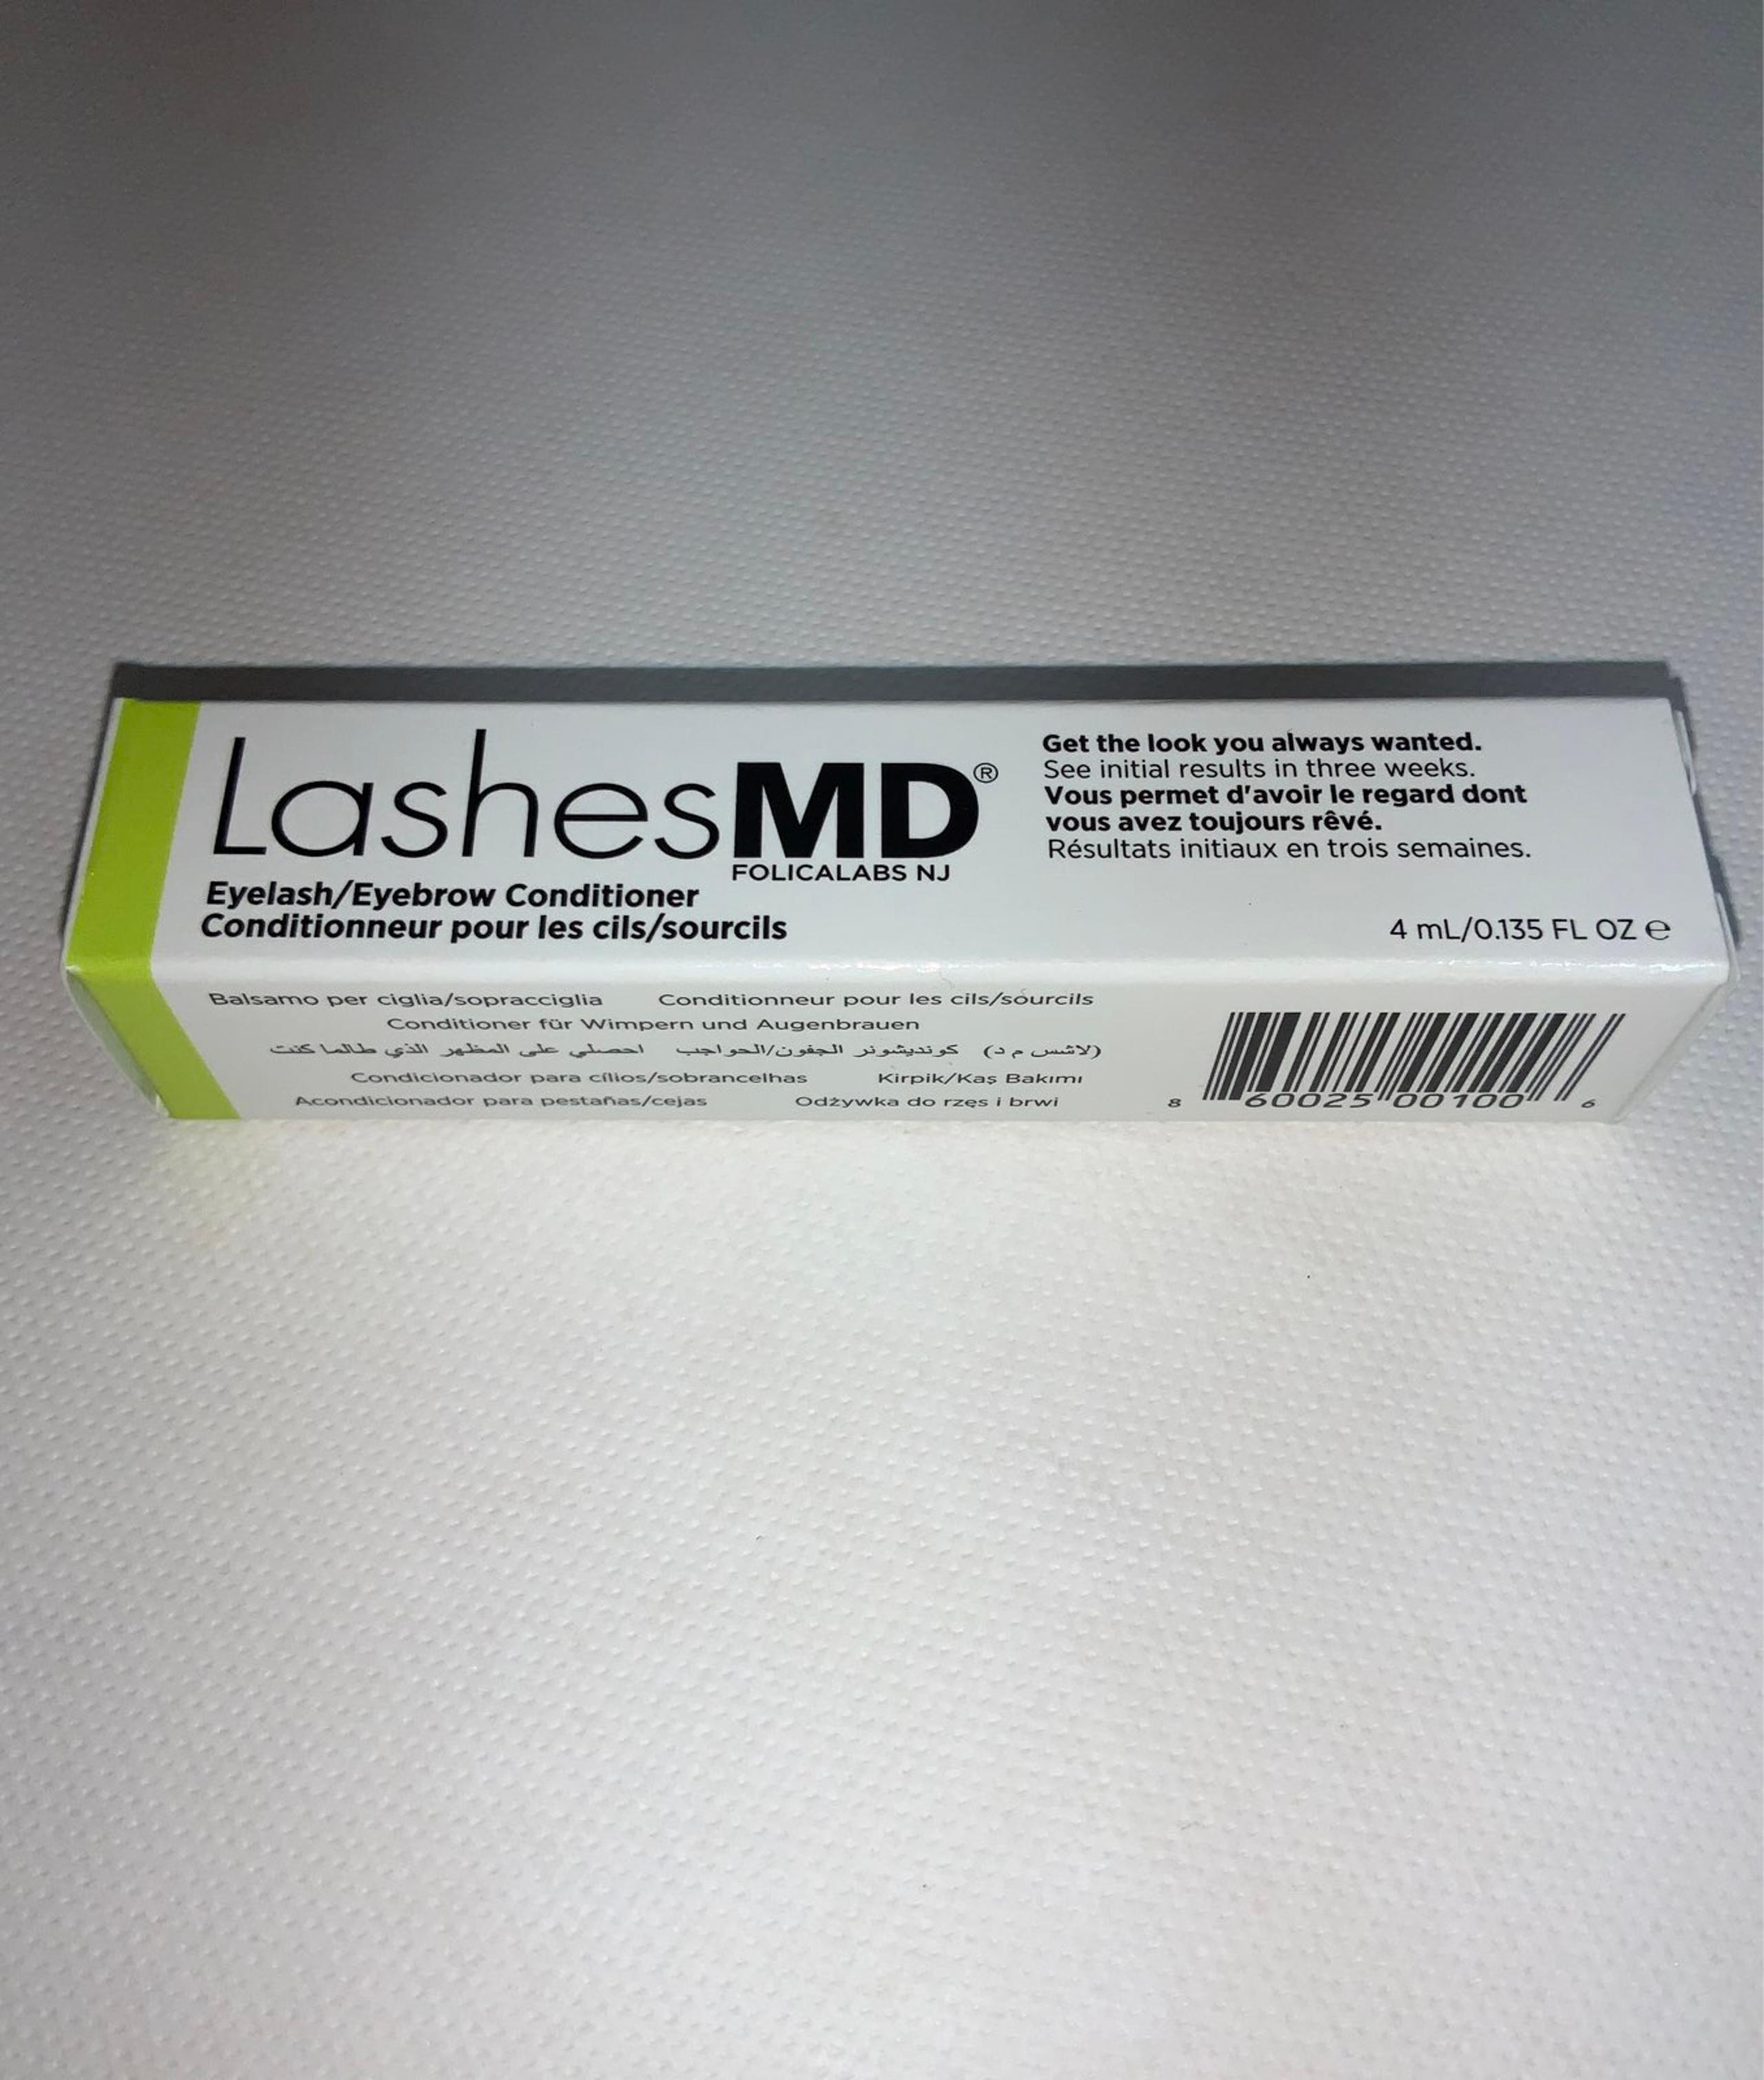 LashesMD®
FOLICALABS NJ
Eyelash/Eyebrow Conditioner
Conditionneur pour les cils/sourcils
Get the look you always wanted.
See initial results in three weeks.
Vous permet d'avoir le regard dont
vous avez toujours rêvé.
Résultats initiaux en trois semaines.
4 mL/0.135 FL OZ ℮
Balsamo per ciglia/sopracciglia Conditionneur pour les cils/sourcils
Conditioner für Wimpern und Augenbrauen
(لاشس م د) كونديشونر الجفون/الحواجب احصلي على المظهر الذي طالما كنت
Condicionador para cílios/sobrancelhas Kirpik/Kaş Bakımı
Acondicionador para pestañas/cejas Odżywka do rzęs i brwi
8 60025 00100 6